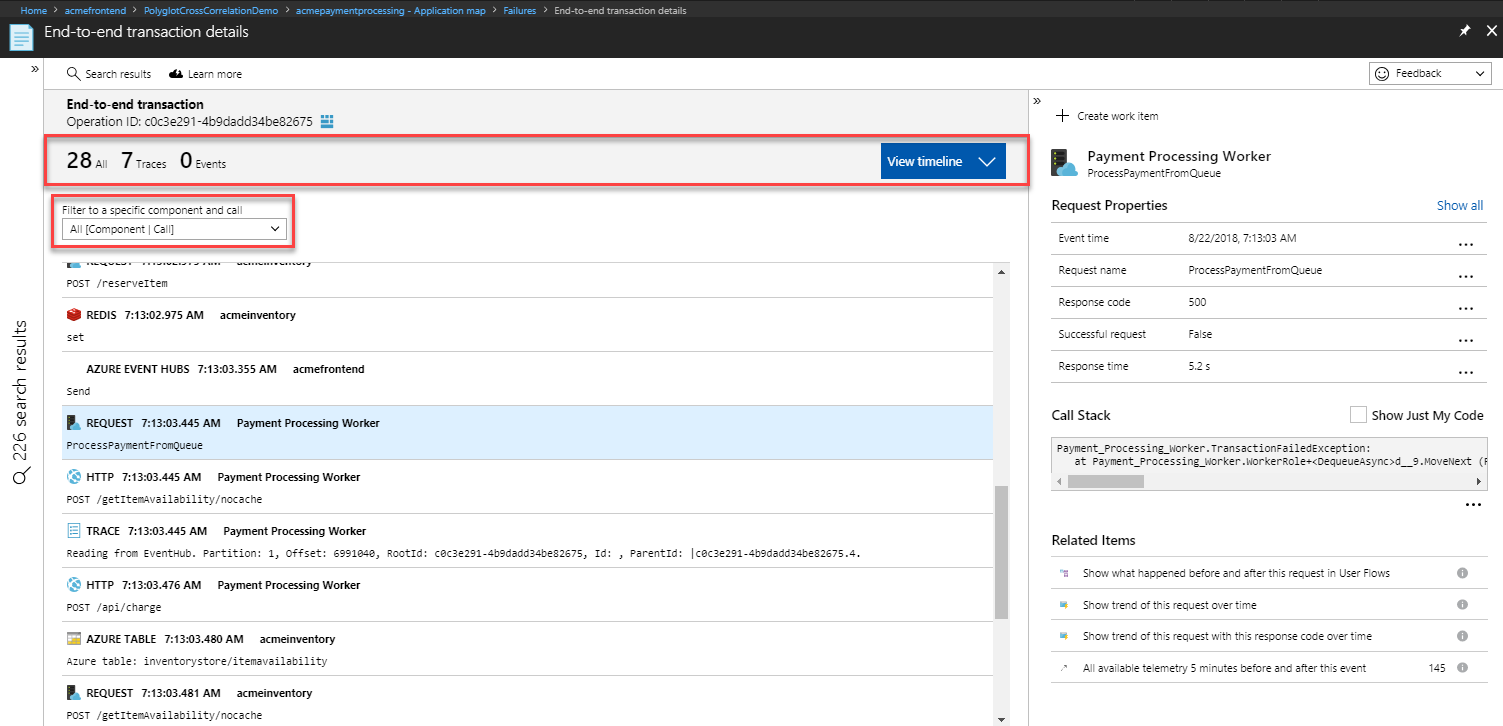 Home > acmefrontend > PolyglotCrossCorrelationDemo > acmepaymentprocessing - Application map > Failures > End-to-end transaction details
End-to-end transaction details
226 search results
Search results Learn more
Feedback
End-to-end transaction
Operation ID: c0c3e291-4b9dadd34be82675
28 All 7 Traces 0 Events
View timeline
Filter to a specific component and call
All [Component | Call]
REQUEST 7:13:02.975 AM acmeinventory
POST /reserveItem
REDIS 7:13:02.975 AM acmeinventory
set
AZURE EVENT HUBS 7:13:03.355 AM acmefrontend
Send
REQUEST 7:13:03.445 AM Payment Processing Worker
ProcessPaymentFromQueue
HTTP 7:13:03.445 AM Payment Processing Worker
POST /getItemAvailability/nocache
TRACE 7:13:03.445 AM Payment Processing Worker
Reading from EventHub. Partition: 1, Offset: 6991040, RootId: c0c3e291-4b9dadd34be82675, Id: , ParentId: |c0c3e291-4b9dadd34be82675.4.
HTTP 7:13:03.476 AM Payment Processing Worker
POST /api/charge
AZURE TABLE 7:13:03.480 AM acmeinventory
Azure table: inventorystore/itemavailability
REQUEST 7:13:03.481 AM acmeinventory
POST /getItemAvailability/nocache
Create work item
Payment Processing Worker
ProcessPaymentFromQueue
Request Properties Show all
Event time 8/22/2018, 7:13:03 AM ...
Request name ProcessPaymentFromQueue ...
Response code 500 ...
Successful request False ...
Response time 5.2 s ...
Call Stack Show Just My Code
Payment_Processing_Worker.TransactionFailedException:
at Payment_Processing_Worker.WorkerRole+<DequeueAsync>d__9.MoveNext (
...
Related Items
Show what happened before and after this request in User Flows
Show trend of this request over time
Show trend of this request with this response code over time
All available telemetry 5 minutes before and after this event 145